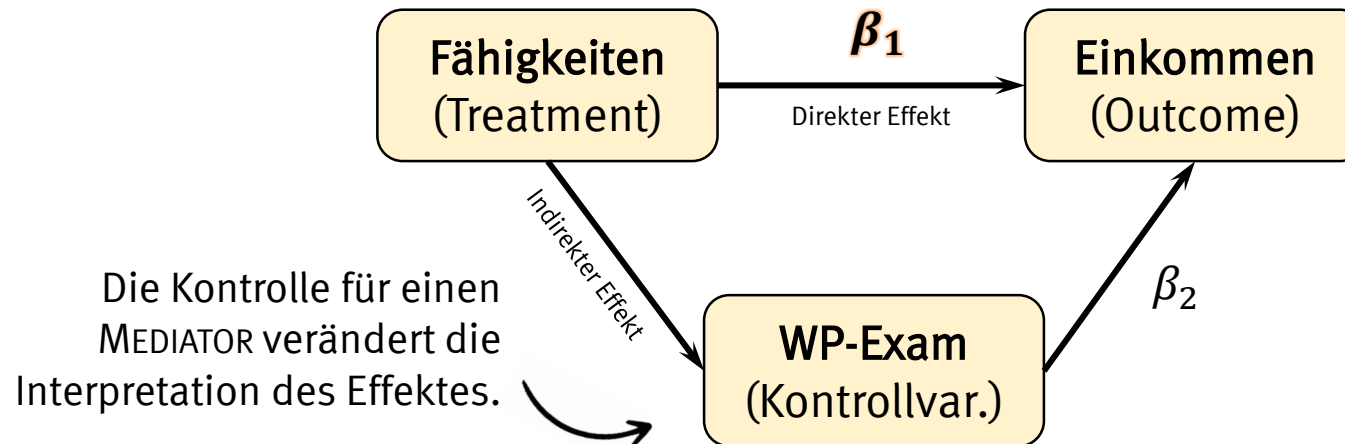 Fähigkeiten
(Treatment)
β₁
Direkter Effekt
Einkommen
(Outcome)
Indirekter Effekt
β₂
Die Kontrolle für einen
MEDIATOR verändert die
Interpretation des Effektes.
WP-Exam
(Kontrollvar.)